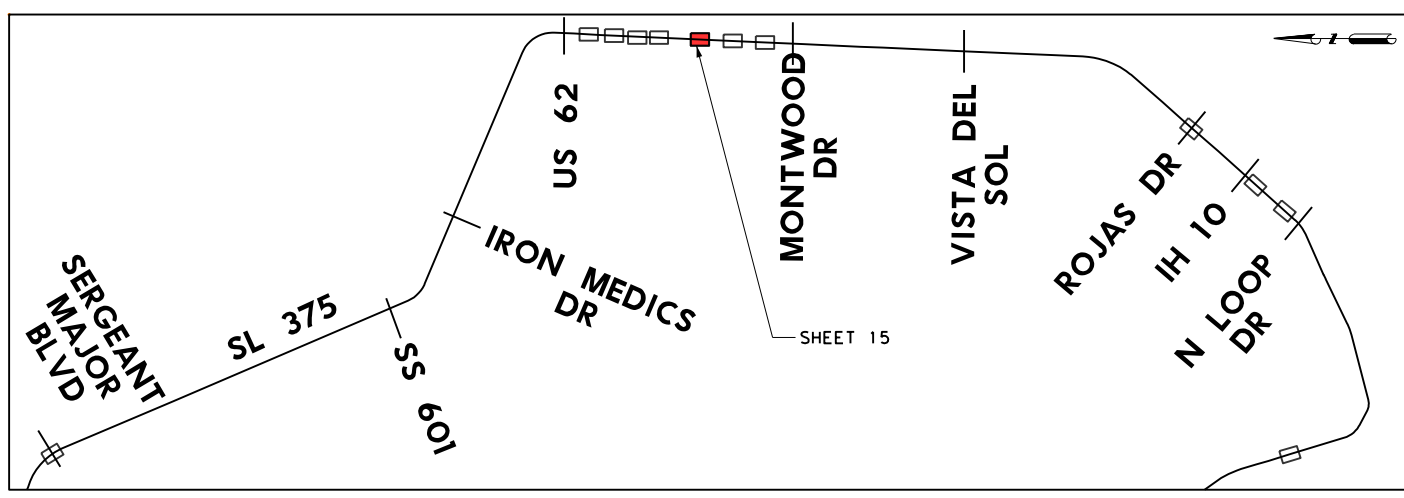 US 62
MONTWOOD
DR
VISTA DEL
SOL
ROJAS DR
IH 10
N LOOP
DR
IRON MEDICS
DR
SERGEANT
MAJOR
BLVD
SL 375
SS 601
SHEET 15